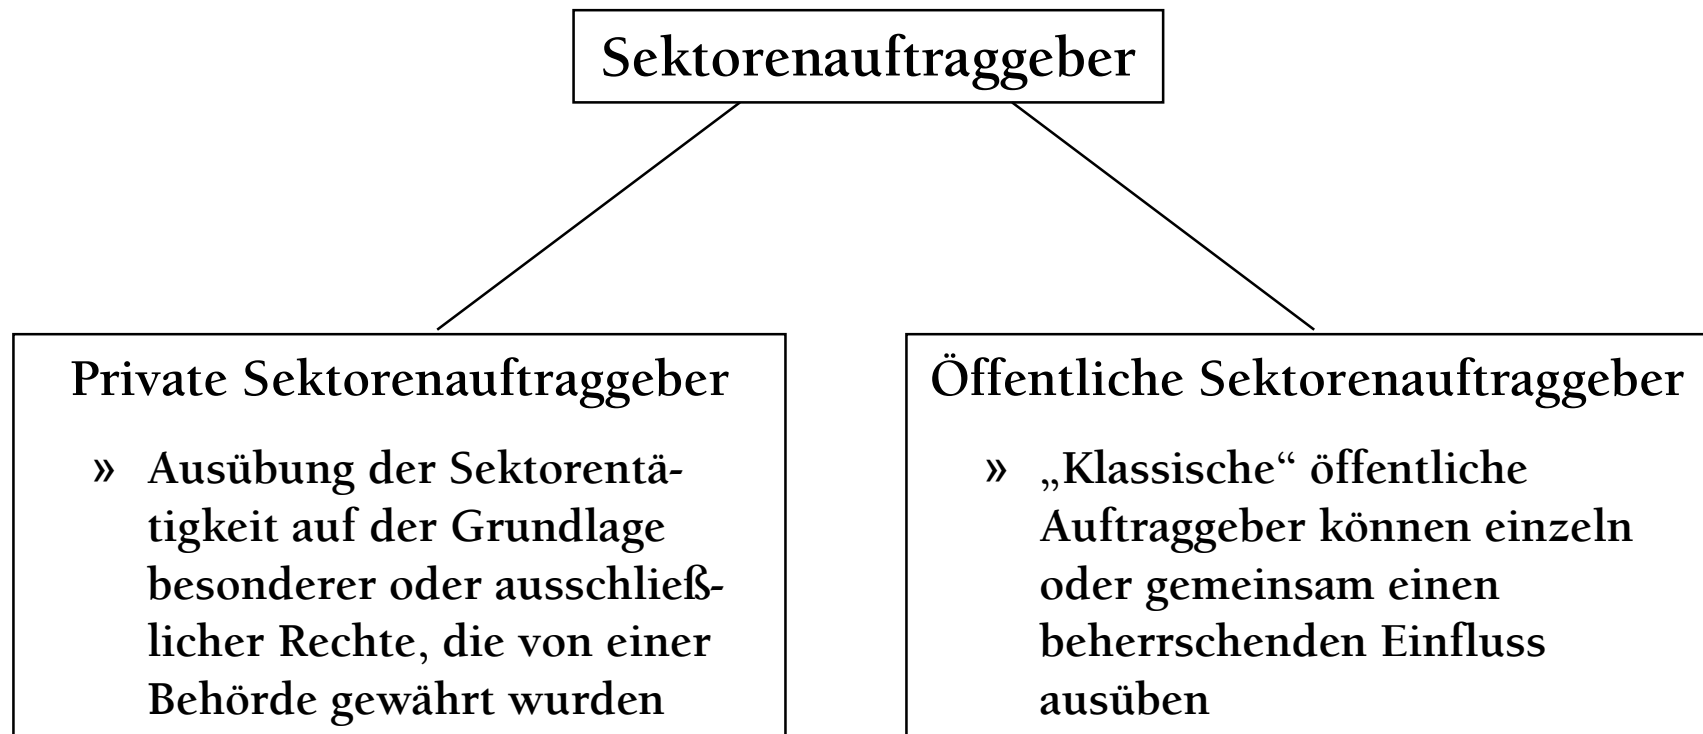 Sektorenauftraggeber
Private Sektorenauftraggeber
» Ausübung der Sektorentä-
tigkeit auf der Grundlage
besonderer oder ausschließ-
licher Rechte, die von einer
Behörde gewährt wurden
Öffentliche Sektorenauftraggeber
» „Klassische“ öffentliche
Auftraggeber können einzeln
oder gemeinsam einen
beherrschenden Einfluss
ausüben